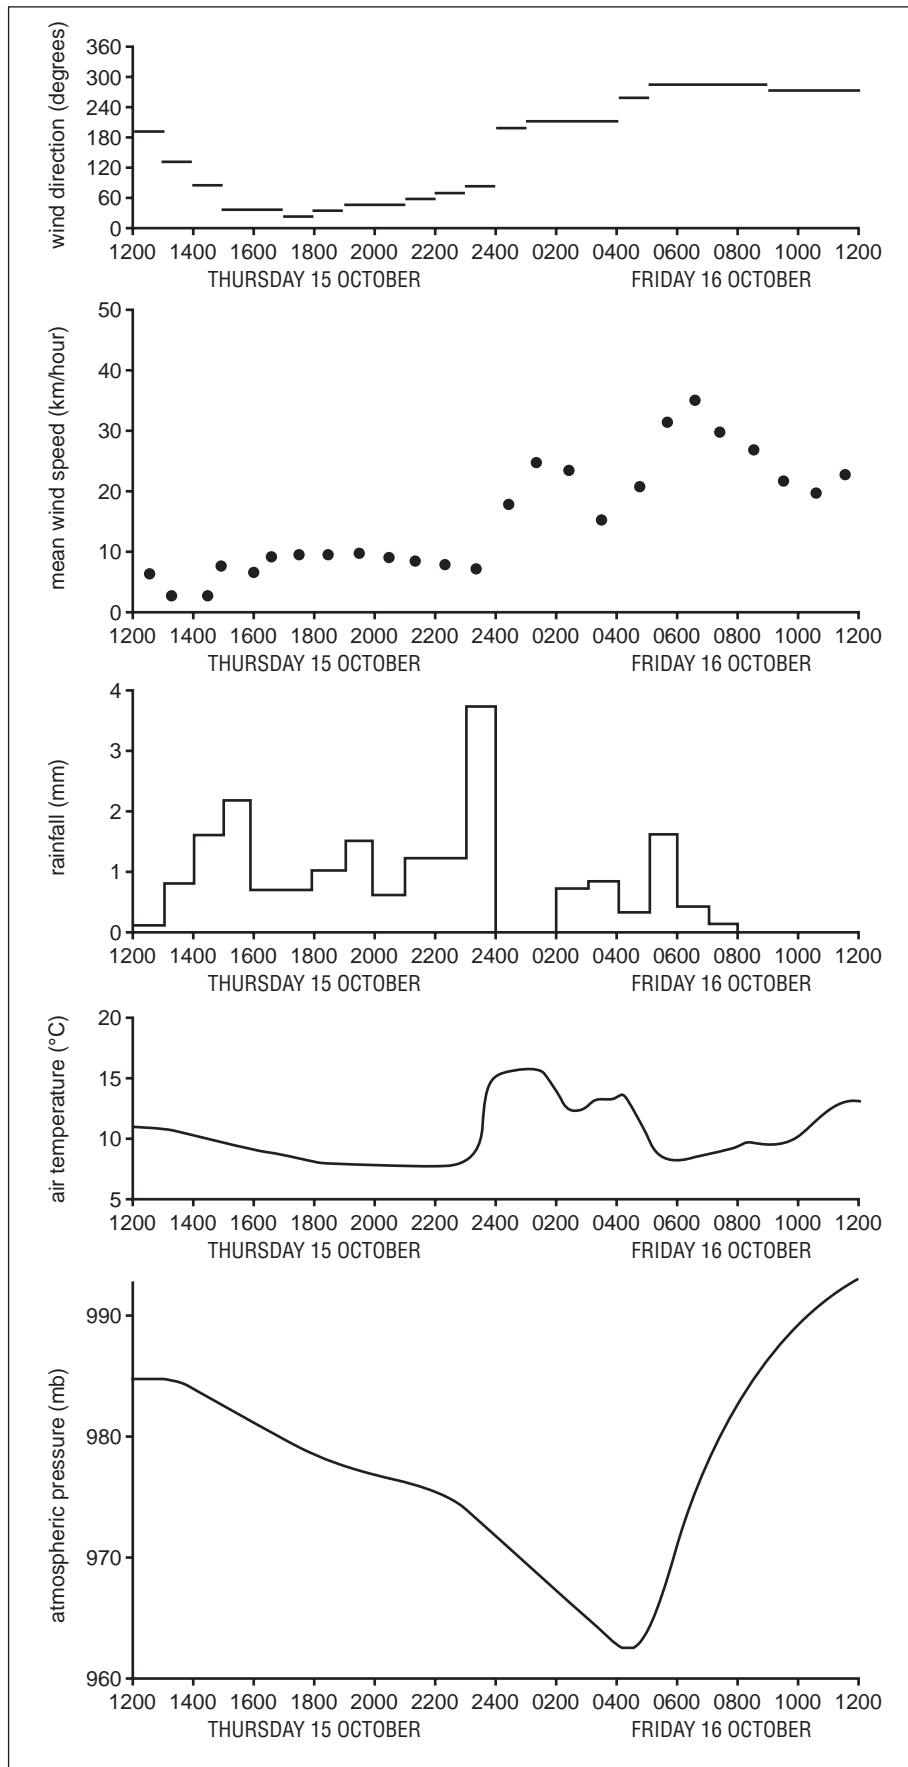 wind direction (degrees)
360
300
240
180
120
60
0
1200 1400 1600 1800 2000 2200 2400 0200 0400 0600 0800 1000 1200
THURSDAY 15 OCTOBER FRIDAY 16 OCTOBER
mean wind speed (km/hour)
50
40
30
20
10
0
1200 1400 1600 1800 2000 2200 2400 0200 0400 0600 0800 1000 1200
THURSDAY 15 OCTOBER FRIDAY 16 OCTOBER
rainfall (mm)
4
3
2
1
0
1200 1400 1600 1800 2000 2200 2400 0200 0400 0600 0800 1000 1200
THURSDAY 15 OCTOBER FRIDAY 16 OCTOBER
air temperature (°C)
20
15
10
5
1200 1400 1600 1800 2000 2200 2400 0200 0400 0600 0800 1000 1200
THURSDAY 15 OCTOBER FRIDAY 16 OCTOBER
atmospheric pressure (mb)
990
980
970
960
1200 1400 1600 1800 2000 2200 2400 0200 0400 0600 0800 1000 1200
THURSDAY 15 OCTOBER FRIDAY 16 OCTOBER